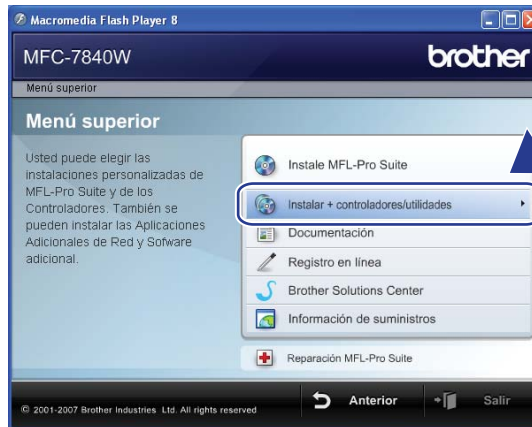 Macromedia Flash Player 8
MFC-7840W
brother
Menú superior
Menú superior
Usted puede elegir las
instalaciones personalizadas de
MFL-Pro Suite y de los
Controladores. También se
pueden instalar las Aplicaciones
Adicionales de Red y Sofware
adicional.
Instale MFL-Pro Suite
Instalar + controladores/utilidades
Documentación
Registro en línea
Brother Solutions Center
Información de suministros
Reparación MFL-Pro Suite
© 2001-2007 Brother Industries Ltd. All rights reserved
Anterior
Salir